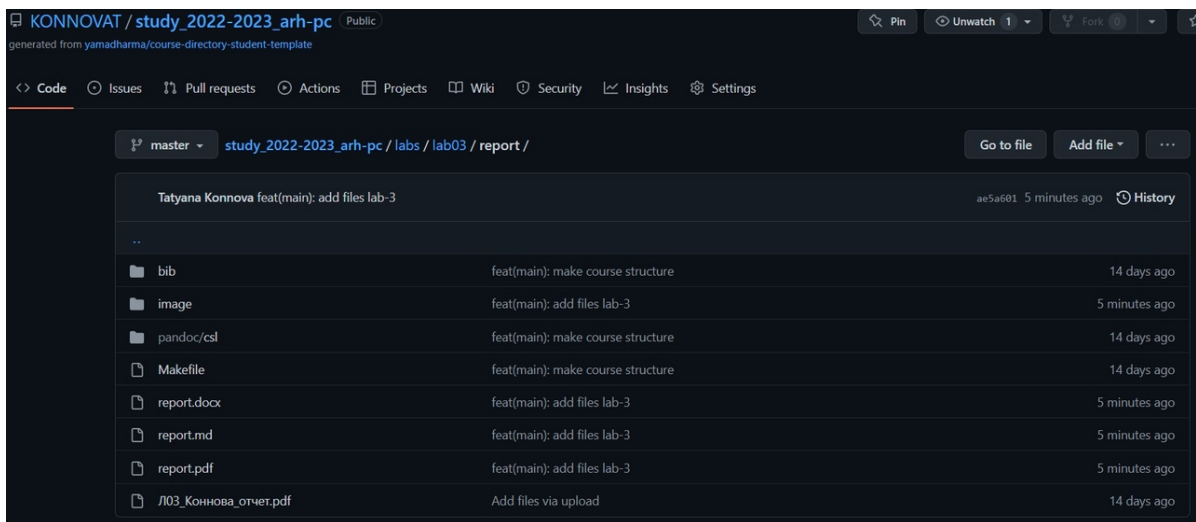 KONNOVAT / study_2022-2023_arh-pc Public Pin Unwatch 1 Fork 0
generated from yamadharma/course-directory-student-template
Code Issues Pull requests Actions Projects Wiki Security Insights Settings
master study_2022-2023_arh-pc / labs / lab03 / report / Go to file Add file ...
Tatyana Konnova feat(main): add files lab-3 ae5a601 5 minutes ago History
..
bib feat(main): make course structure 14 days ago
image feat(main): add files lab-3 5 minutes ago
pandoc/csl feat(main): make course structure 14 days ago
Makefile feat(main): make course structure 14 days ago
report.docx feat(main): add files lab-3 5 minutes ago
report.md feat(main): add files lab-3 5 minutes ago
report.pdf feat(main): add files lab-3 5 minutes ago
Л03_Коннова_отчет.pdf Add files via upload 14 days ago